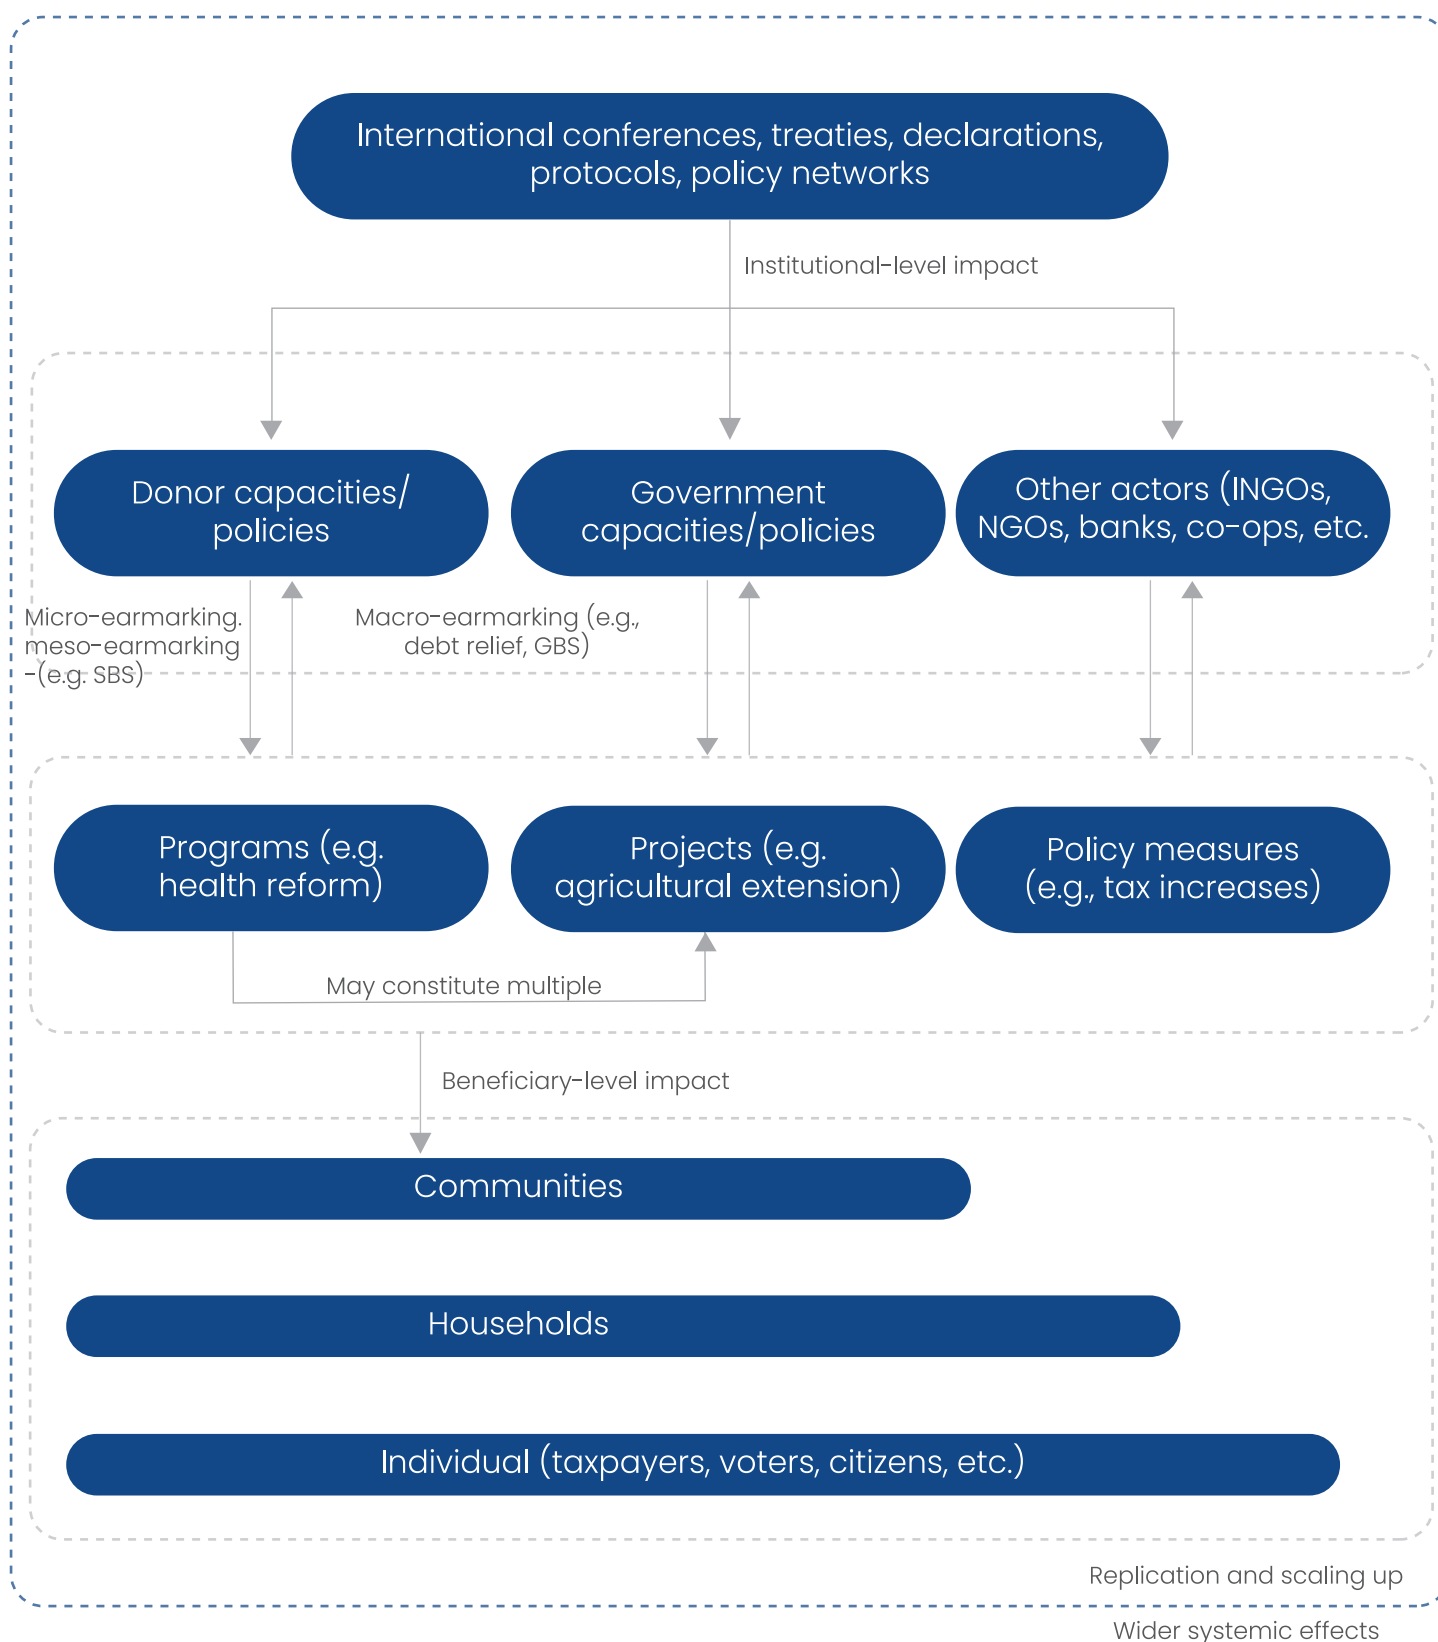 International conferences, treaties, declarations,
protocols, policy networks
Institutional-level impact
Donor capacities/
policies
Government
capacities/policies
Other actors (INGOs,
NGOs, banks, co-ops, etc.
Micro-earmarking.
meso-earmarking
-(e.g. SBS)
Macro-earmarking (e.g.,
debt relief, GBS)
Programs (e.g.
health reform)
Projects (e.g.
agricultural extension)
Policy measures
(e.g., tax increases)
May constitute multiple
Beneficiary-level impact
Communities
Households
Individual (taxpayers, voters, citizens, etc.)
Replication and scaling up
Wider systemic effects